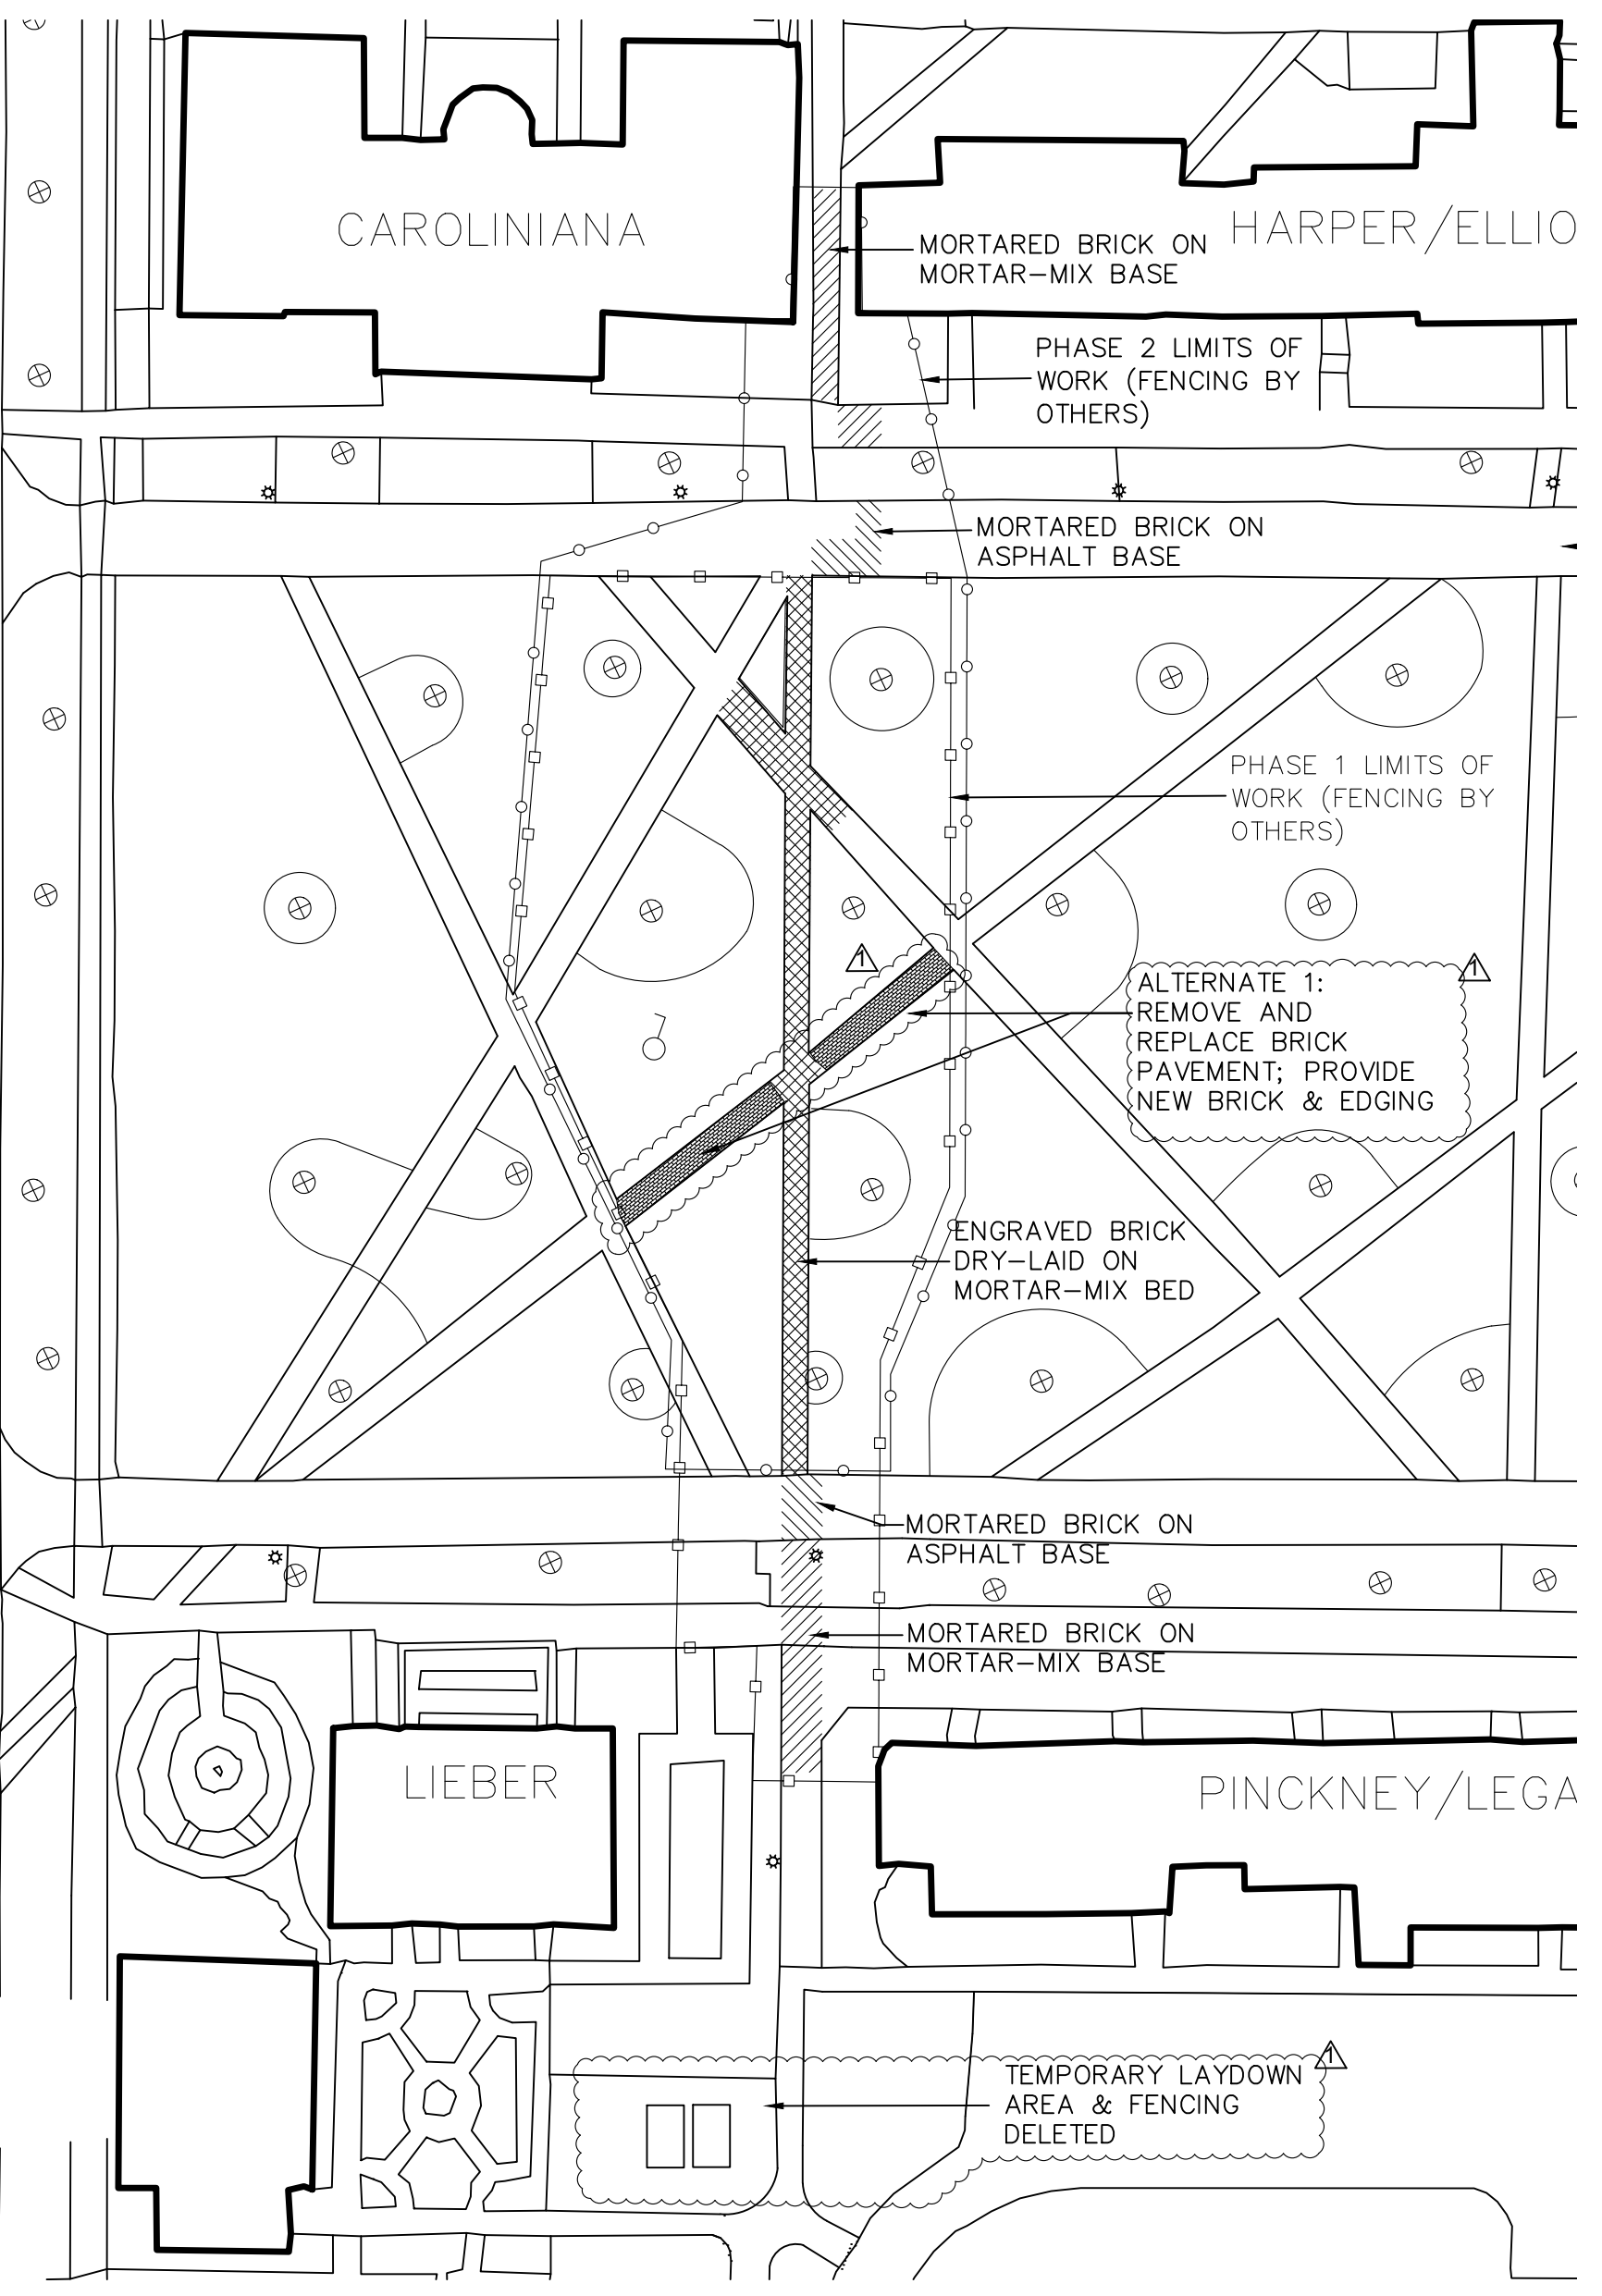 CAROLINIANA
HARPER/ELLIO
MORTARED BRICK ON
MORTAR-MIX BASE
PHASE 2 LIMITS OF
WORK (FENCING BY
OTHERS)
MORTARED BRICK ON
ASPHALT BASE
PHASE 1 LIMITS OF
WORK (FENCING BY
OTHERS)
1
1
ALTERNATE 1:
REMOVE AND
REPLACE BRICK
PAVEMENT; PROVIDE
NEW BRICK & EDGING
ENGRAVED BRICK
DRY-LAID ON
MORTAR-MIX BED
MORTARED BRICK ON
ASPHALT BASE
MORTARED BRICK ON
MORTAR-MIX BASE
LIEBER
PINCKNEY/LEGA
1
TEMPORARY LAYDOWN
AREA & FENCING
DELETED